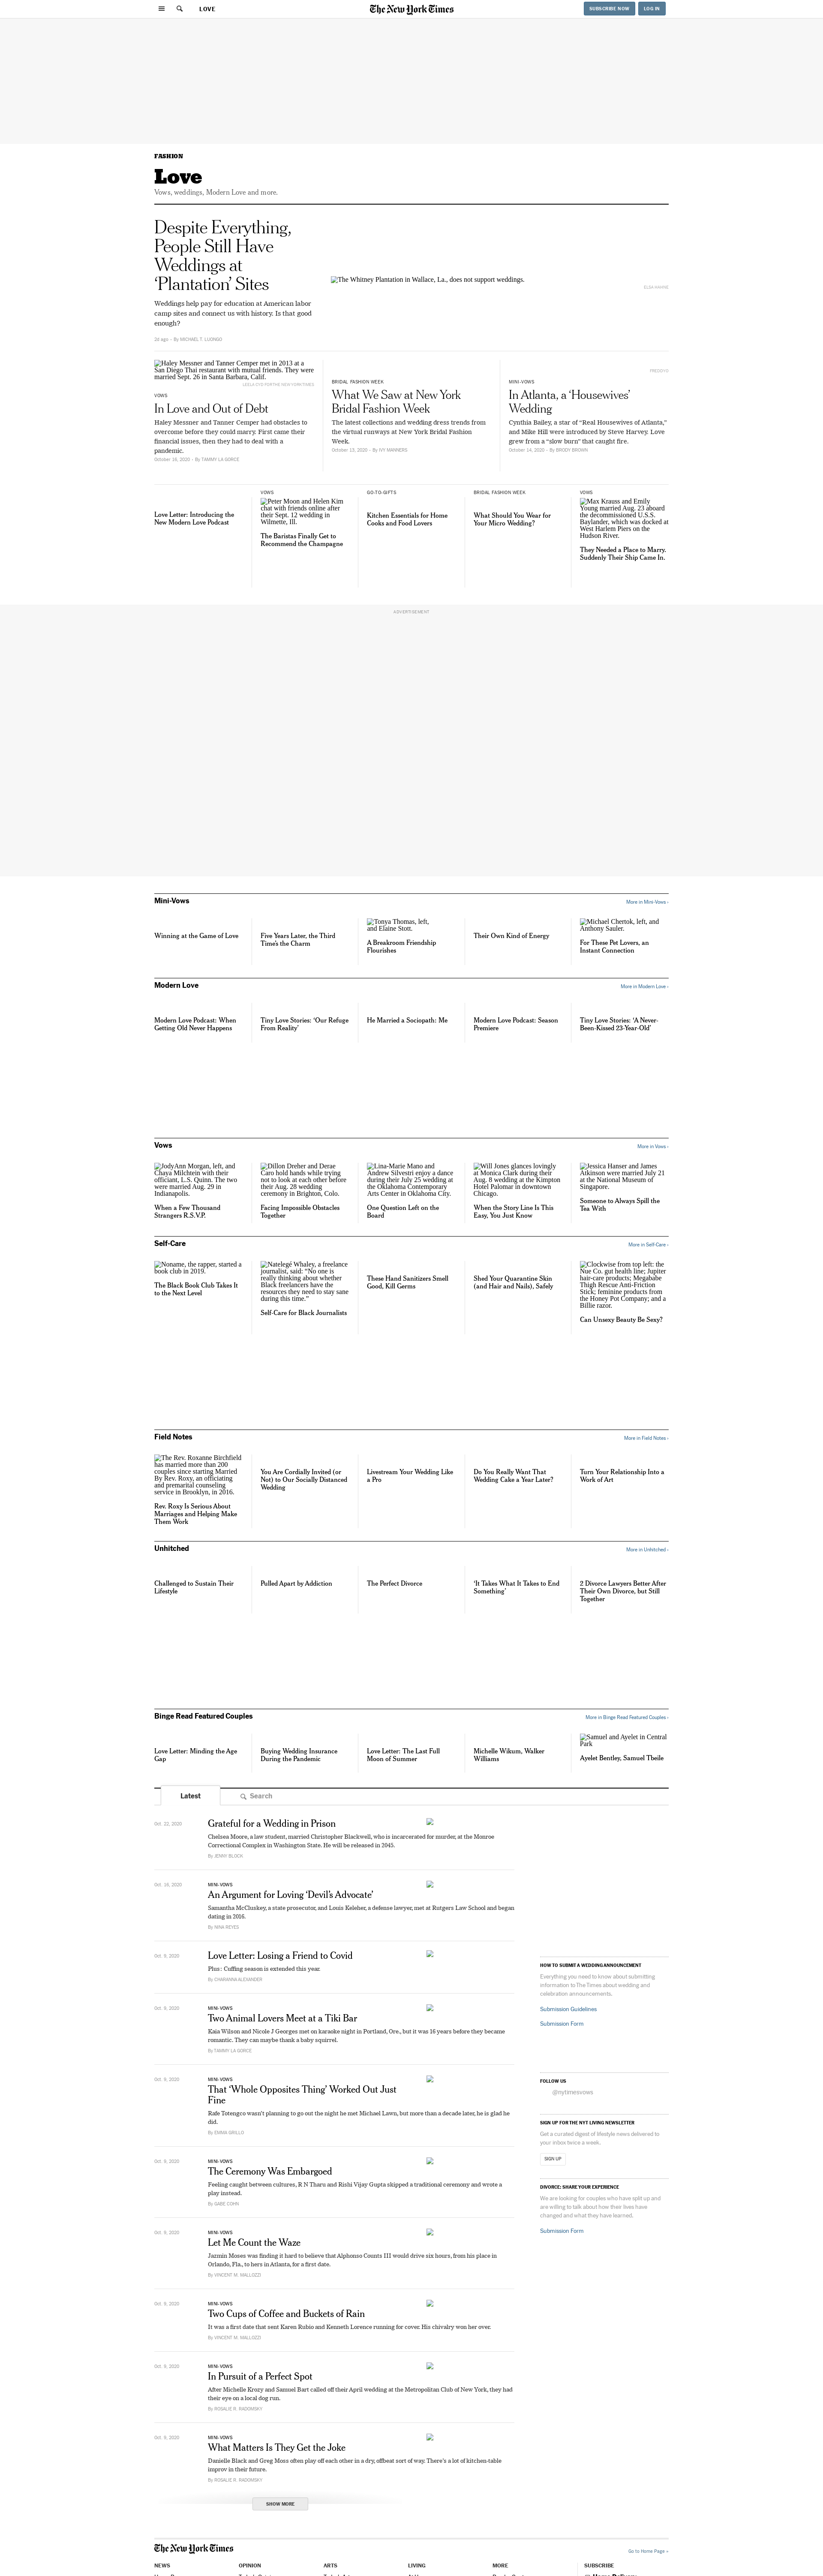 LOVE
The New York Times
SUBSCRIBE NOW
LOG IN
FASHION
Love
Vows, weddings, Modern Love and more.
Despite Everything,
People Still Have
Weddings at
‘Plantation’ Sites
Weddings help pay for education at American labor
camp sites and connect us with history. Is that good
enough?
By MICHAEL T. LUONGO
The Whitney Plantation in Wallace, La., does not support weddings.
Haley Messner and Tanner Cemper met in 2013 at a
San Diego Thai restaurant with mutual friends. They were
married Sept. 26 in Santa Barbara, Calif.
VOWS
In Love and Out of Debt
Haley Messner and Tanner Cemper had obstacles to
overcome before they could marry. First came their
financial issues, then they had to deal with a
pandemic.
October 16, 2020 - By TAMMY LA GORCE
BRIDAL FASHION WEEK
What We Saw at New York
Bridal Fashion Week
The latest collections and wedding dress trends from
the virtual runways at New York Bridal Fashion
Week.
October 13, 2020 - By IVY MANNERS
MINI-VOWS
In Atlanta, a ‘Housewives’
Wedding
Cynthia Bailey, a star of “Real Housewives of Atlanta,”
and Mike Hill were introduced by Steve Harvey. Love
grew from a “slow burn” that caught fire.
October 14, 2020 - By BRODY BROWN
Love Letter: Introducing the
New Modern Love Podcast
VOWS
Peter Moon and Helen Kim
chat with friends online after
their Sept. 12 wedding in
Wilmette, Ill.
The Baristas Finally Get to
Recommend the Champagne
GO-TO-GIFTS
Kitchen Essentials for Home
Cooks and Food Lovers
BRIDAL FASHION WEEK
What Should You Wear for
Your Micro Wedding?
VOWS
Max Krauss and Emily
Young married Aug. 23 aboard
the decommissioned U.S.S.
Baylander, which was docked at
West Harlem Piers on the
Hudson River.
They Needed a Place to Marry.
Suddenly Their Ship Came In.
ADVERTISEMENT
Mini-Vows
More in Mini-Vows ›
Winning at the Game of Love
Five Years Later, the Third
Time’s the Charm
Tonya Thomas, left,
and Elaine Stott.
A Breakroom Friendship
Flourishes
Their Own Kind of Energy
Michael Chertok, left, and
Anthony Sauler.
For These Pet Lovers, an
Instant Connection
Modern Love
More in Modern Love ›
Modern Love Podcast: When
Getting Old Never Happens
Tiny Love Stories: ‘Our Refuge
From Reality’
He Married a Sociopath: Me
Modern Love Podcast: Season
Premiere
Tiny Love Stories: ‘A Never-
Been-Kissed 23-Year-Old’
Vows
More in Vows ›
JodyAnn Morgan, left, and
Chaya Milchtein with their
officiant, L.S. Quinn. The two
were married Aug. 29 in
Indianapolis.
When a Few Thousand
Strangers R.S.V.P.
Dillon Dreher and Derae
Caro hold hands while trying
not to look at each other before
their Aug. 28 wedding
ceremony in Brighton, Colo.
Facing Impossible Obstacles
Together
Lina-Marie Mano and
Andrew Silvestri enjoy a dance
during their July 25 wedding at
the Oklahoma Contemporary
Arts Center in Oklahoma City.
One Question Left on the
Board
Will Jones glances lovingly
at Monica Clark during their
Aug. 8 wedding at the Kimpton
Hotel Palomar in downtown
Chicago.
When the Story Line Is This
Easy, You Just Know
Jessica Hanser and James
Atkinson were married July 21
at the National Museum of
Singapore.
Someone to Always Spill the
Tea With
Self-Care
More in Self-Care ›
Noname, the rapper, started a
book club in 2019.
The Black Book Club Takes It
to the Next Level
Natelegé Whaley, a freelance
journalist, said: “No one is
really thinking about whether
Black freelancers have the
resources they need to stay sane
during this time.”
Self-Care for Black Journalists
These Hand Sanitizers Smell
Good, Kill Germs
Shed Your Quarantine Skin
(and Hair and Nails), Safely
Clockwise from top left: the
Nue Co. gut health line; Jupiter
hair-care products; Megababe
Thigh Rescue Anti-Friction
Stick; feminine products from
the Honey Pot Company; and a
Billie razor.
Can Unsexy Beauty Be Sexy?
Field Notes
More in Field Notes ›
The Rev. Roxanne Birchfield
has married more than 200
couples since starting Married
By Rev. Roxy, an officiating
and premarital counseling
service in Brooklyn, in 2016.
Rev. Roxy Is Serious About
Marriages and Helping Make
Them Work
You Are Cordially Invited (or
Not) to Our Socially Distanced
Wedding
Livestream Your Wedding Like
a Pro
Do You Really Want That
Wedding Cake a Year Later?
Turn Your Relationship Into a
Work of Art
Unhitched
More in Unhitched ›
Challenged to Sustain Their
Lifestyle
Pulled Apart by Addiction
The Perfect Divorce
‘It Takes What It Takes to End
Something’
2 Divorce Lawyers Better After
Their Own Divorce, but Still
Together
Binge Read Featured Couples
More in Binge Read Featured Couples ›
Love Letter: Minding the Age
Gap
Buying Wedding Insurance
During the Pandemic
Love Letter: The Last Full
Moon of Summer
Michelle Wikum, Walker
Williams
Samuel and Ayelet in Central
Park
Ayelet Bentley, Samuel Tbeile
Latest
Search
Oct. 22, 2020
Grateful for a Wedding in Prison
Chelsea Moore, a law student, married Christopher Blackwell, who is incarcerated for murder, at the Monroe
Correctional Complex in Washington State. He will be released in 2045.
By JENNY BLOCK
Oct. 16, 2020
MINI-VOWS
An Argument for Loving ‘Devil’s Advocate’
Samantha McCluskey, a state prosecutor, and Louis Keleher, a defense lawyer, met at Rutgers Law School and began
dating in 2016.
By NINA REYES
Oct. 9, 2020
Love Letter: Losing a Friend to Covid
Plus: Cuffing season is extended this year.
By CHARANNA ALEXANDER
Oct. 9, 2020
MINI-VOWS
Two Animal Lovers Meet at a Tiki Bar
Kaia Wilson and Nicole J Georges met on karaoke night in Portland, Ore., but it was 16 years before they became
romantic. They can maybe thank a baby squirrel.
By TAMMY LA GORCE
Oct. 9, 2020
MINI-VOWS
That ‘Whole Opposites Thing’ Worked Out Just
Fine
Rafe Totengco wasn’t planning to go out the night he met Michael Lawn, but more than a decade later, he is glad he
did.
By EMMA GRILLO
Oct. 9, 2020
MINI-VOWS
The Ceremony Was Embargoed
Feeling caught between cultures, R N Tharu and Rishi Vijay Gupta skipped a traditional ceremony and wrote a
play instead.
By GABE COHN
Oct. 9, 2020
MINI-VOWS
Let Me Count the Waze
Jazmin Moses was finding it hard to believe that Alphonso Counts III would drive six hours, from his place in
Orlando, Fla., to hers in Atlanta, for a first date.
By VINCENT M. MALLOZZI
Oct. 9, 2020
MINI-VOWS
Two Cups of Coffee and Buckets of Rain
It was a first date that sent Karen Rubio and Kenneth Lorence running for cover. His chivalry won her over.
By VINCENT M. MALLOZZI
Oct. 9, 2020
MINI-VOWS
In Pursuit of a Perfect Spot
After Michelle Krozy and Samuel Bart called off their April wedding at the Metropolitan Club of New York, they had
their eye on a local dog run.
By ROSALIE R. RADOMSKY
Oct. 9, 2020
MINI-VOWS
What Matters Is They Get the Joke
Danielle Black and Greg Moss often play off each other in a dry, offbeat sort of way. There’s a lot of kitchen-table
improv in their future.
By ROSALIE R. RADOMSKY
SHOW MORE
HOW TO SUBMIT A WEDDING ANNOUNCEMENT
Everything you need to know about submitting
information to The Times about wedding and
celebration announcements.
Submission Guidelines
Submission Form
FOLLOW US
@nytimesvows
SIGN UP FOR THE NYT LIVING NEWSLETTER
Get a curated digest of lifestyle news delivered to
your inbox twice a week.
SIGN UP
DIVORCE: SHARE YOUR EXPERIENCE
We are looking for couples who have split up and
are willing to talk about how their lives have
changed and what they have learned.
Submission Form
The New York Times
Go to Home Page »
NEWS
OPINION
ARTS
LIVING
MORE
SUBSCRIBE